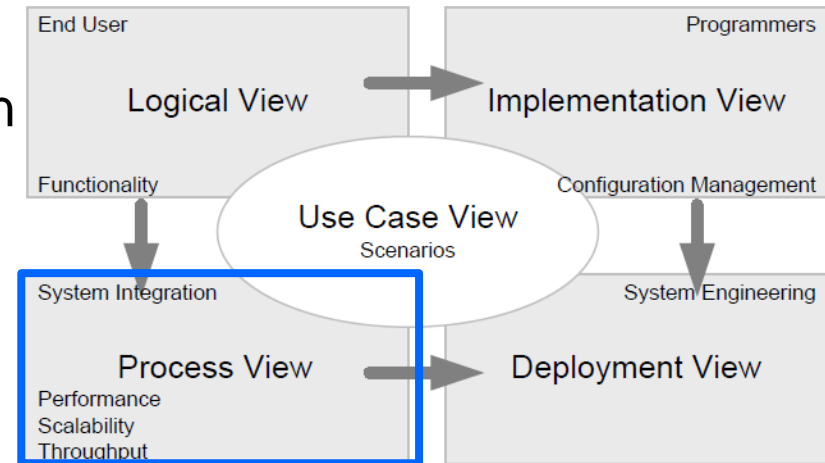 End User
Programmers
n
Logical View
Implementation View
Functionality
Configuration Management
Use Case View
Scenarios
System Integration
System Engineering
Process View
Deployment View
Performance
Scalability
Throughput